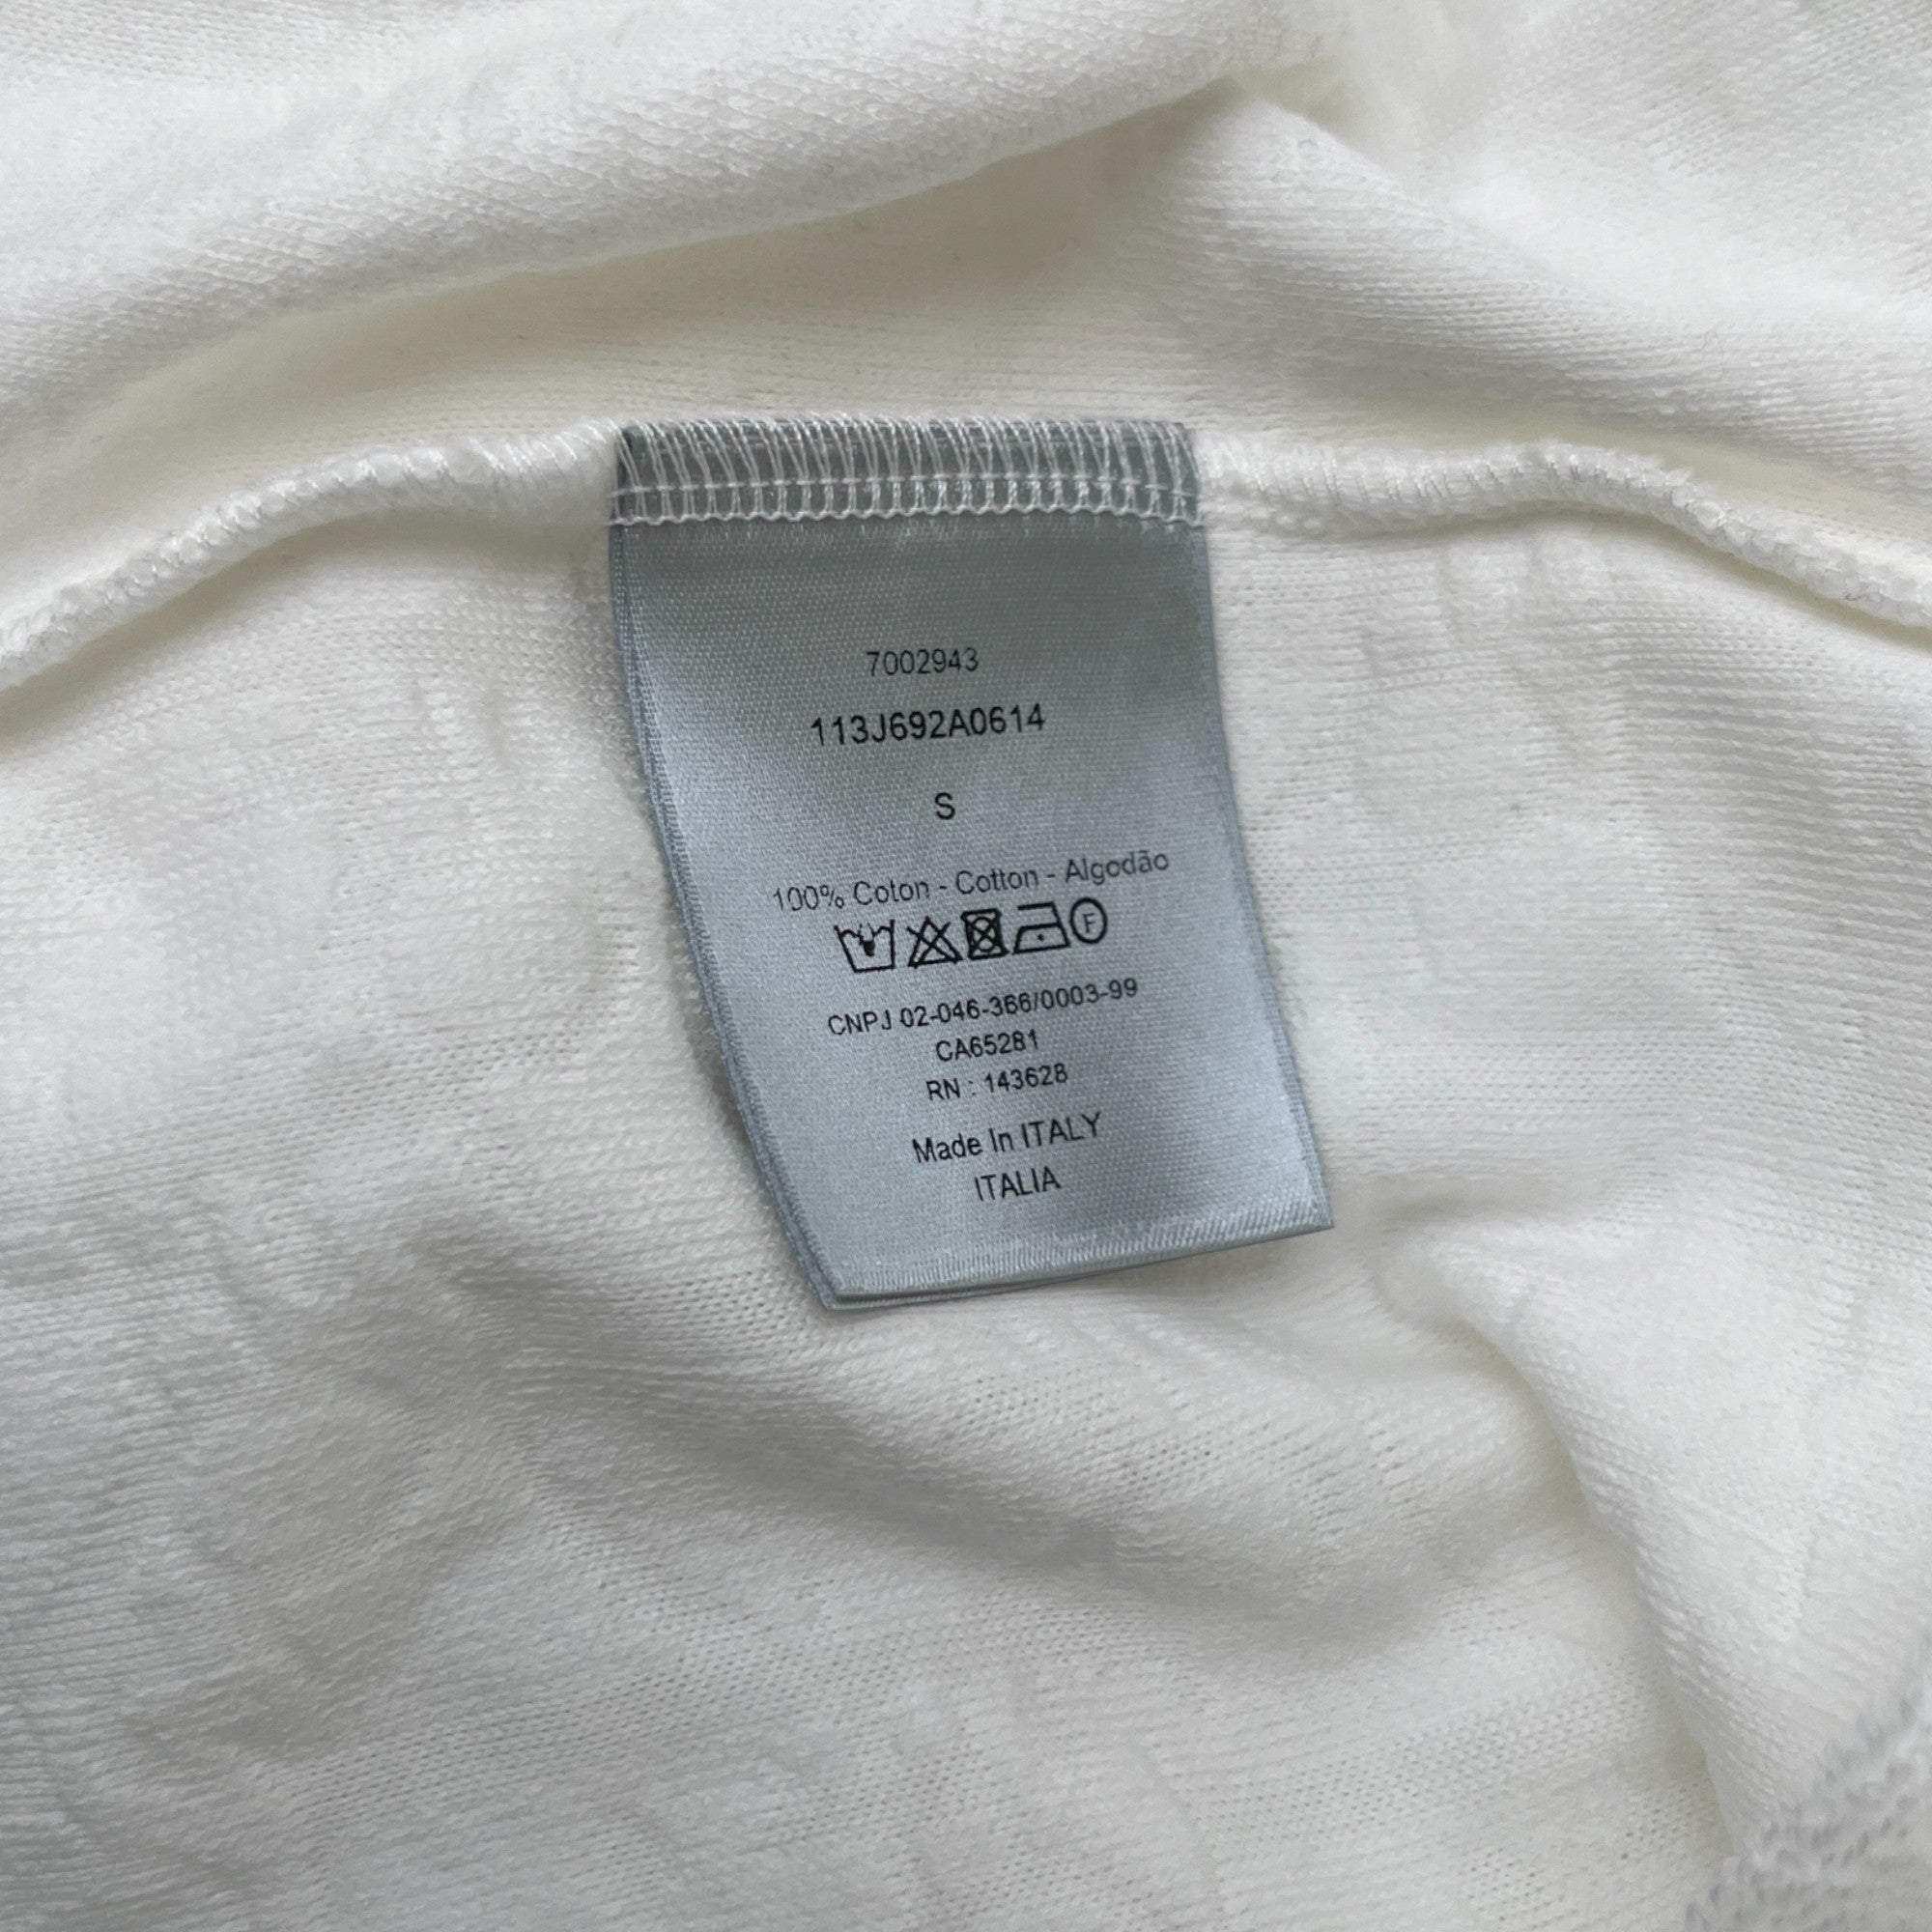 7002943
113J692A0614
S
100% Coton - Cotton - Algodão
F
CNPJ 02-046-366/0003-99
CA65281
RN : 143628
Made In ITALY
ITALIA